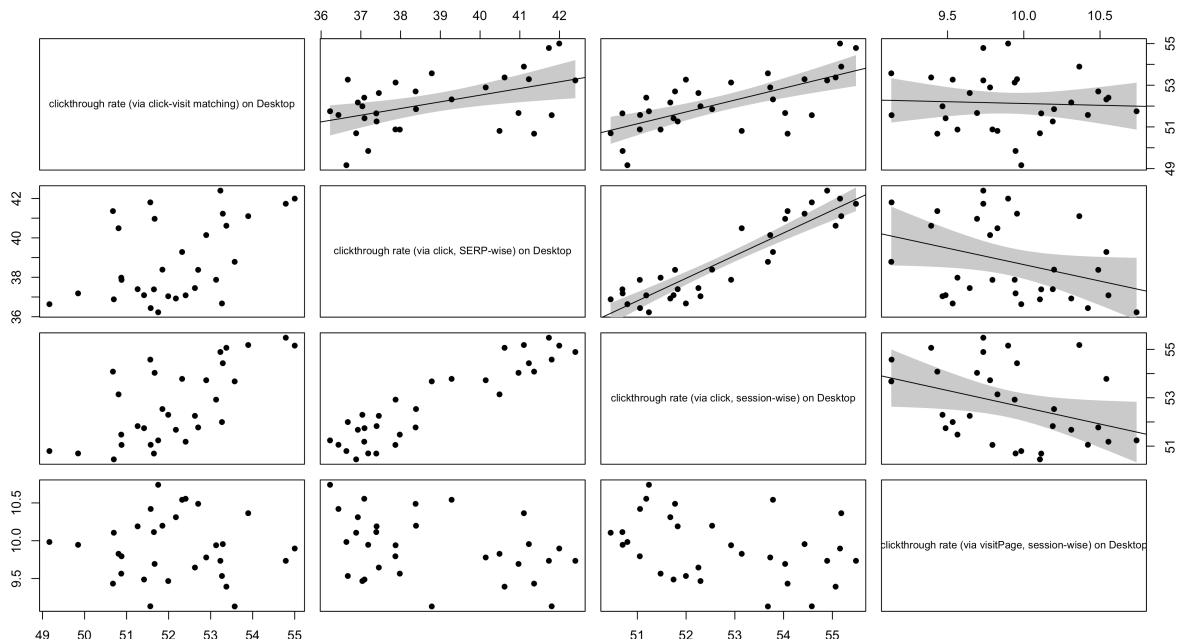 36 37 38 39 40 41 42
9.5 10.0 10.5
clickthrough rate (via click-visit matching) on Desktop
49 51 53 55
36 38 40 42
clickthrough rate (via click, SERP-wise) on Desktop
clickthrough rate (via click, session-wise) on Desktop
51 53 55
9.5 10.0 10.5
clickthrough rate (via visitPage, session-wise) on Desktop
49 50 51 52 53 54 55
51 52 53 54 55